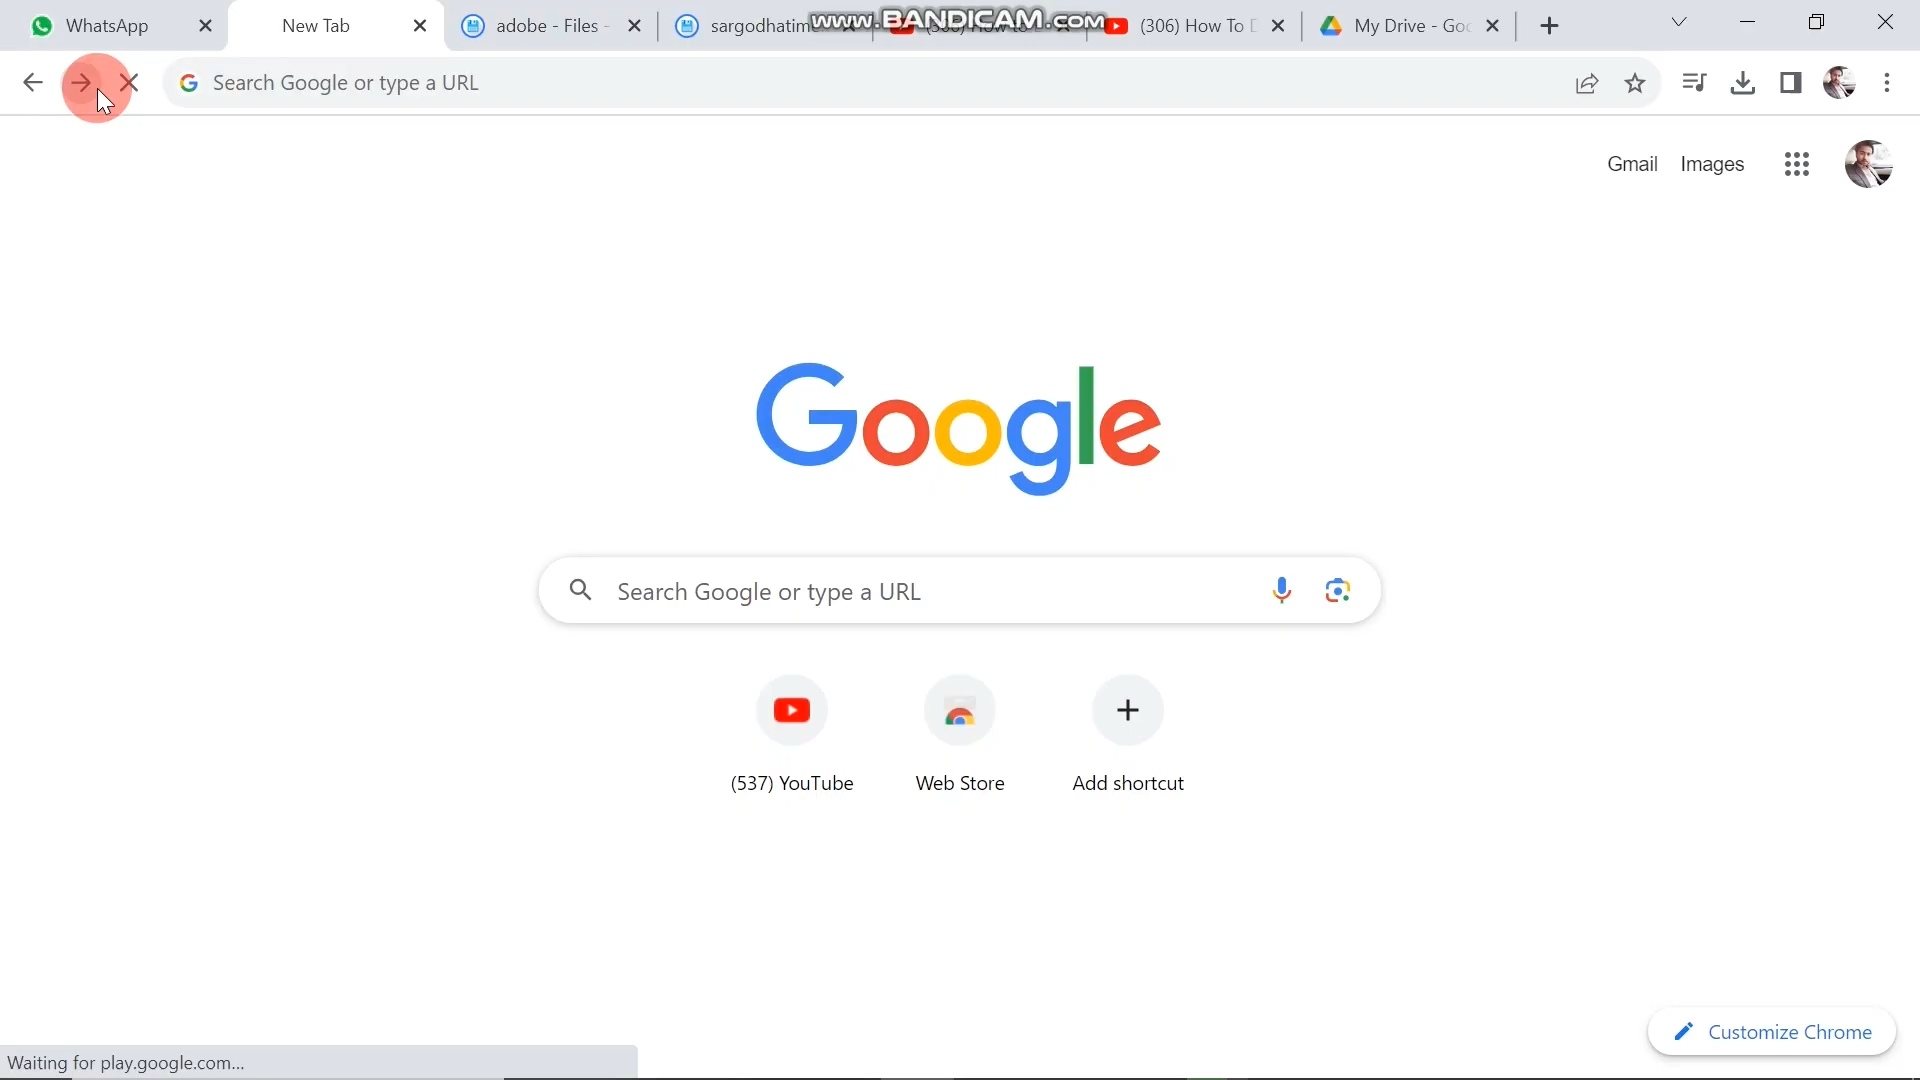 WhatsApp
New Tab
adobe - Files -
sargodhatime
www.BANDICAM.com
(306) How To D
My Drive - Goo
Search Google or type a URL
Gmail
Images
Google
Search Google or type a URL
(537) YouTube
Web Store
Add shortcut
Customize Chrome
Waiting for play.google.com...